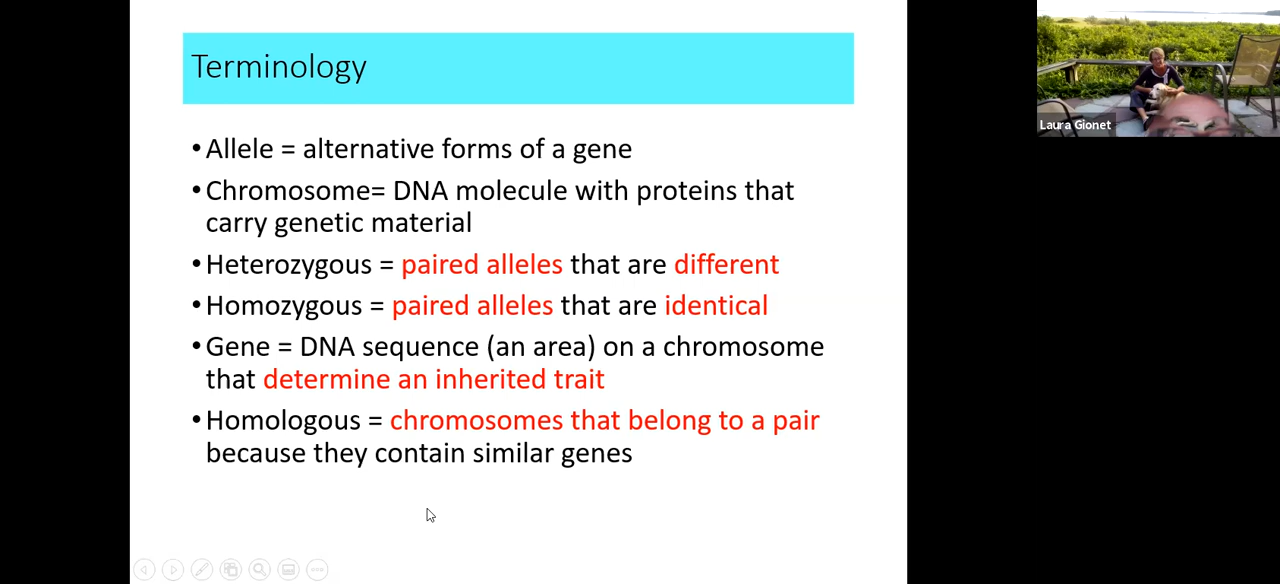 Terminology
• Allele = alternative forms of a gene
• Chromosome= DNA molecule with proteins that
carry genetic material
• Heterozygous = paired alleles that are different
• Homozygous = paired alleles that are identical
• Gene = DNA sequence (an area) on a chromosome
that determine an inherited trait
• Homologous = chromosomes that belong to a pair
because they contain similar genes
Laura Gionet